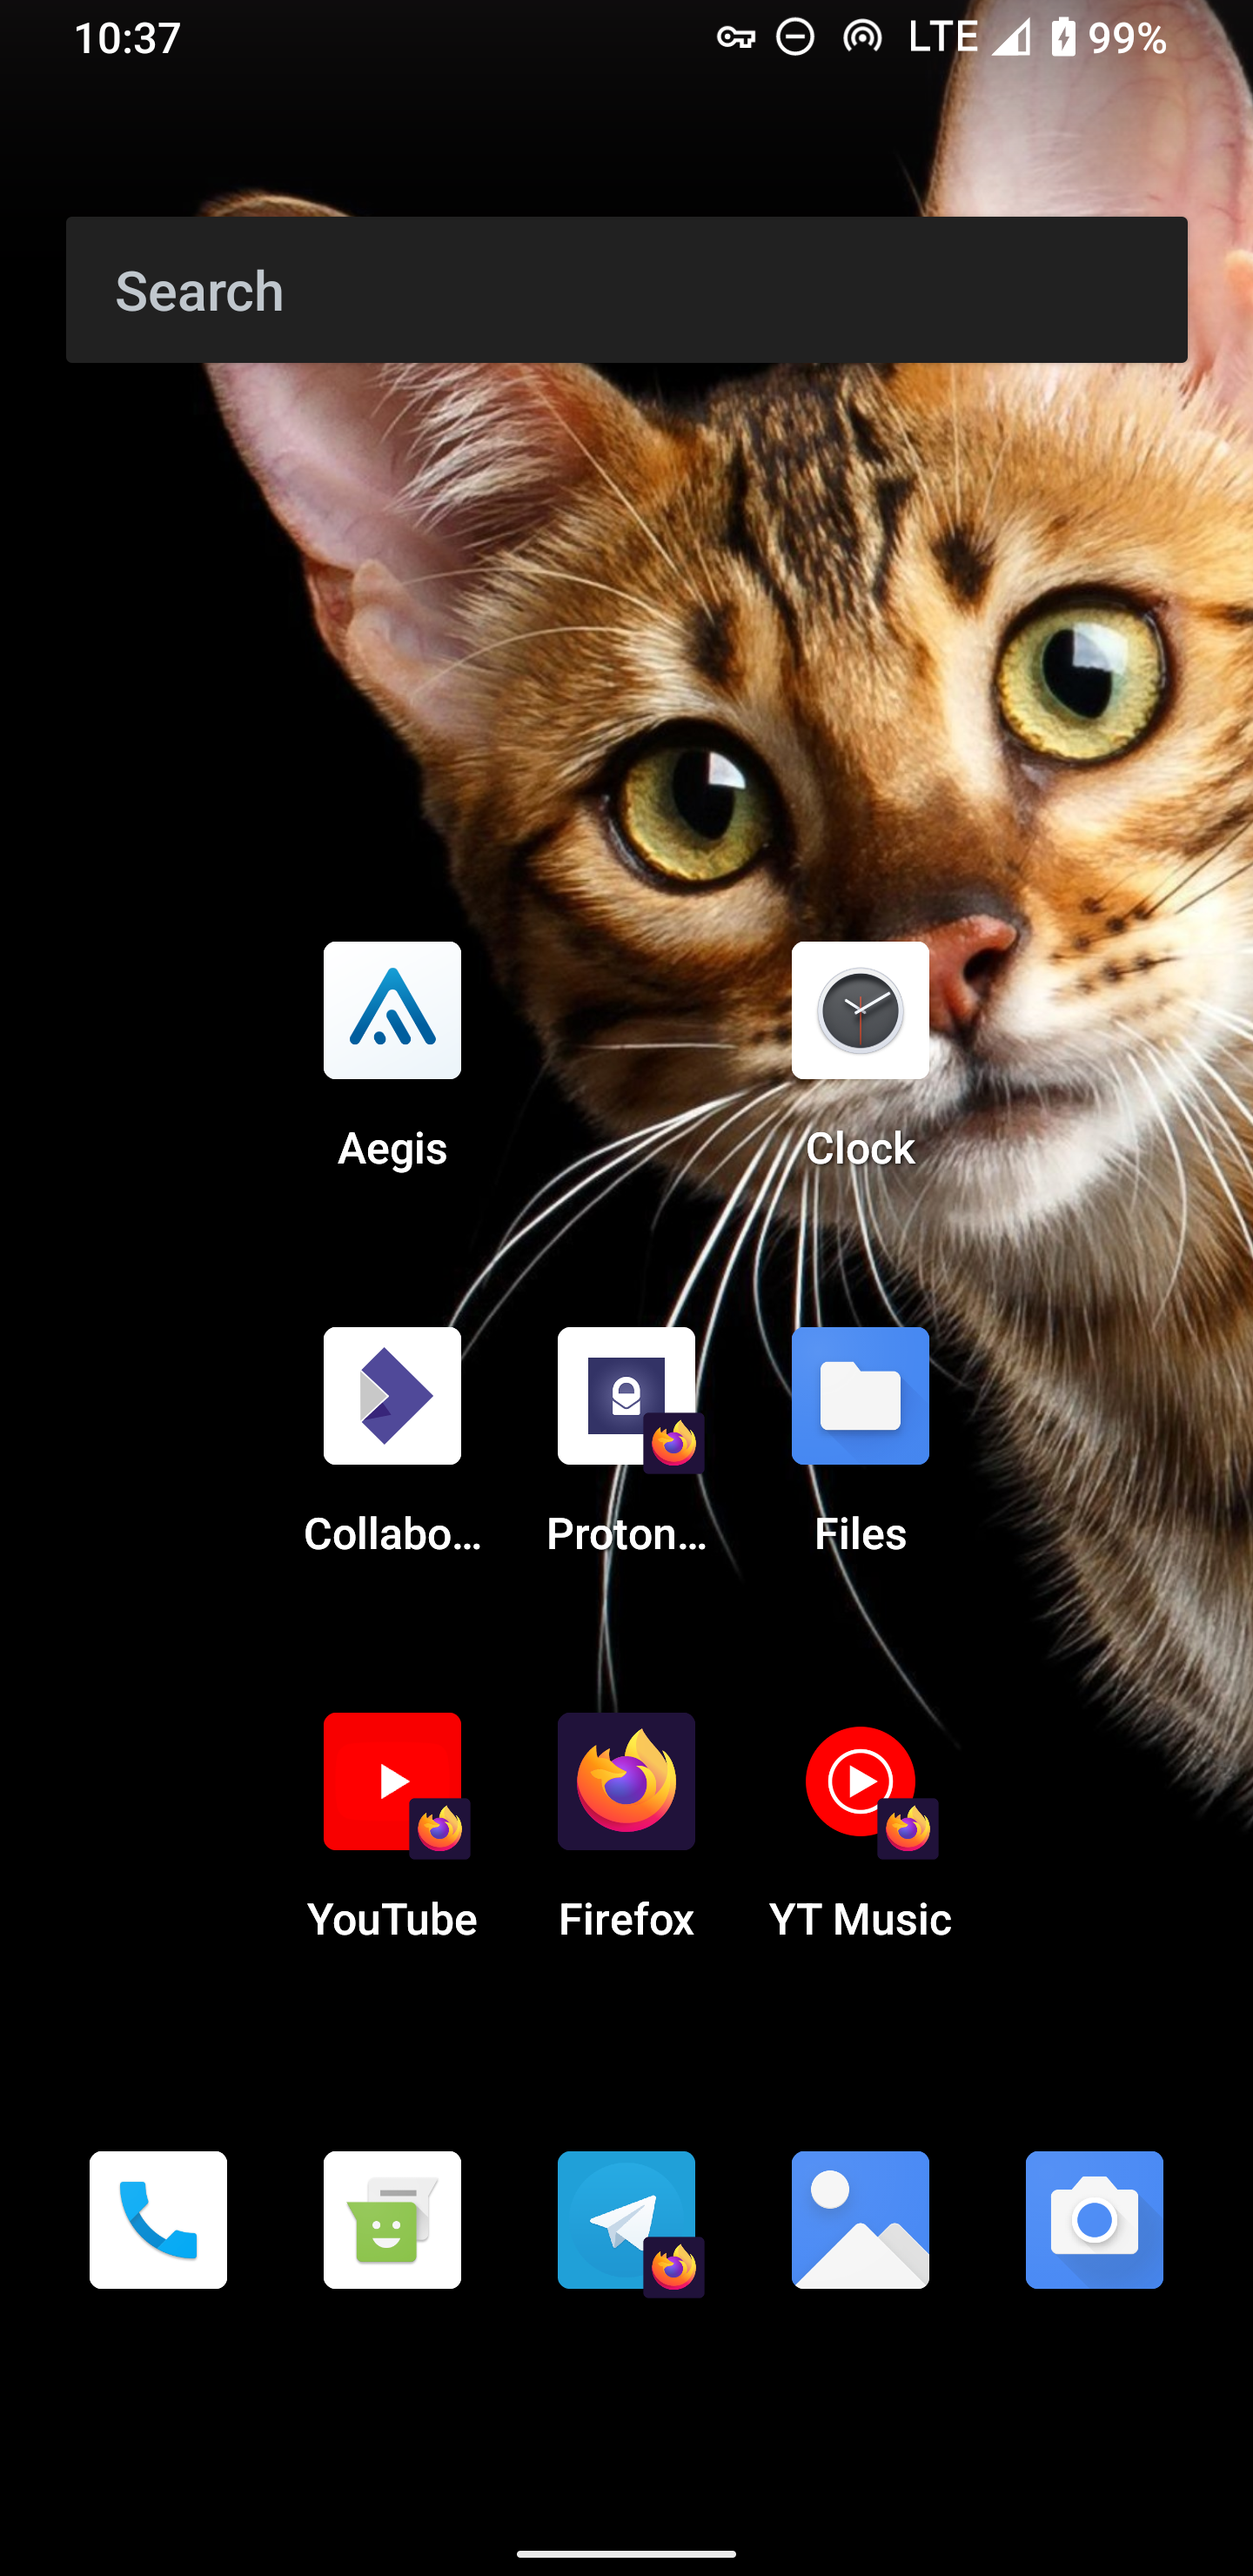 10:37 LTE 99%
Search
Aegis Clock
Collabo... Proton... Files
YouTube Firefox YT Music